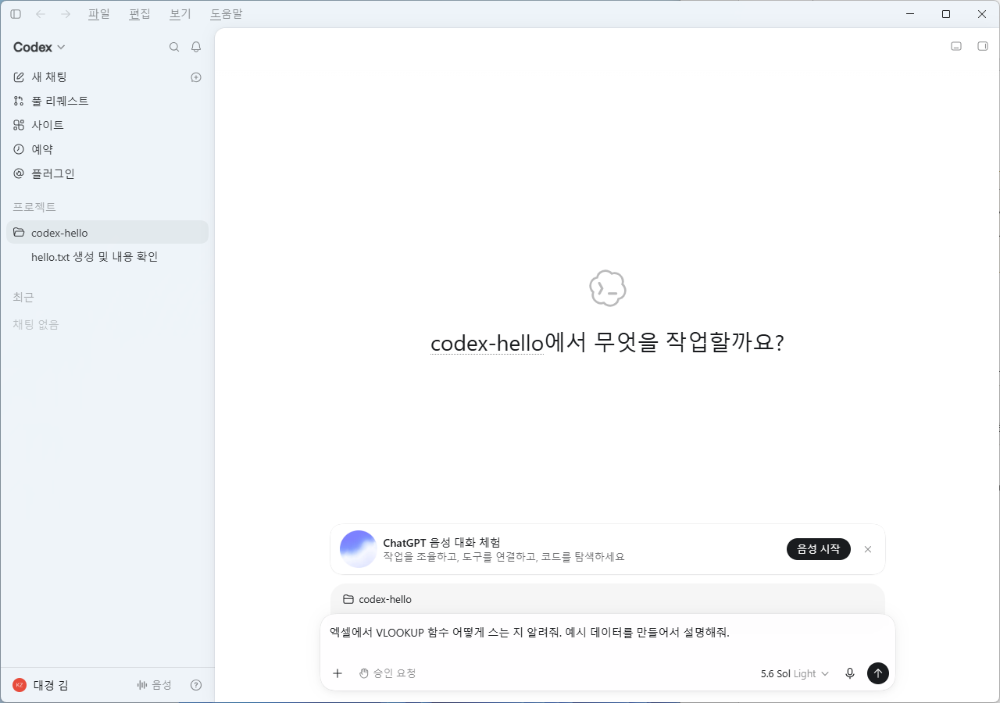 파일 편집 보기 도움말
Codex
새 채팅
풀 리퀘스트
사이트
예약
플러그인
프로젝트
codex-hello
hello.txt 생성 및 내용 확인
최근
채팅 없음
KZ 대경 김 음성
codex-hello에서 무엇을 작업할까요?
ChatGPT 음성 대화 체험
작업을 조율하고, 도구를 연결하고, 코드를 탐색하세요
음성 시작
codex-hello
엑셀에서 VLOOKUP 함수 어떻게 스는 지 알려줘. 예시 데이터를 만들어서 설명해줘.
승인 요청 5.6 Sol Light